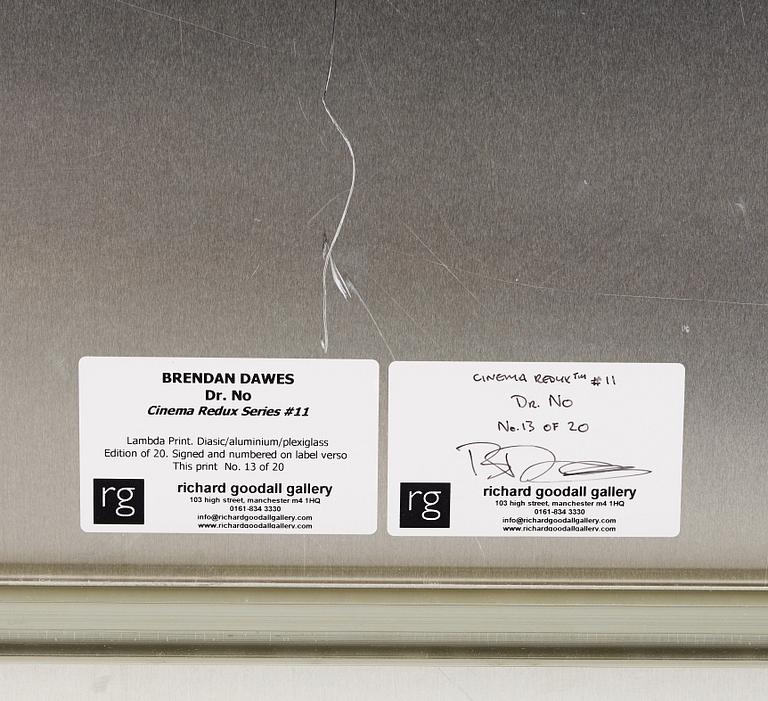 BRENDAN DAWES
Dr. No
Cinema Redux Series #11
Lambda Print. Diasic/aluminium/plexiglass
Edition of 20. Signed and numbered on label verso
This print No. 13 of 20
rg
richard goodall gallery
103 high street, manchester m4 1HQ
0161-834 3330
info@richardgoodallgallery.com
www.richardgoodallgallery.com
CINEMA REDUX™ #11
DR. NO
No.13 OF 20
rg
richard goodall gallery
103 high street, manchester m4 1HQ
0161-834 3330
info@richardgoodallgallery.com
www.richardgoodallgallery.com